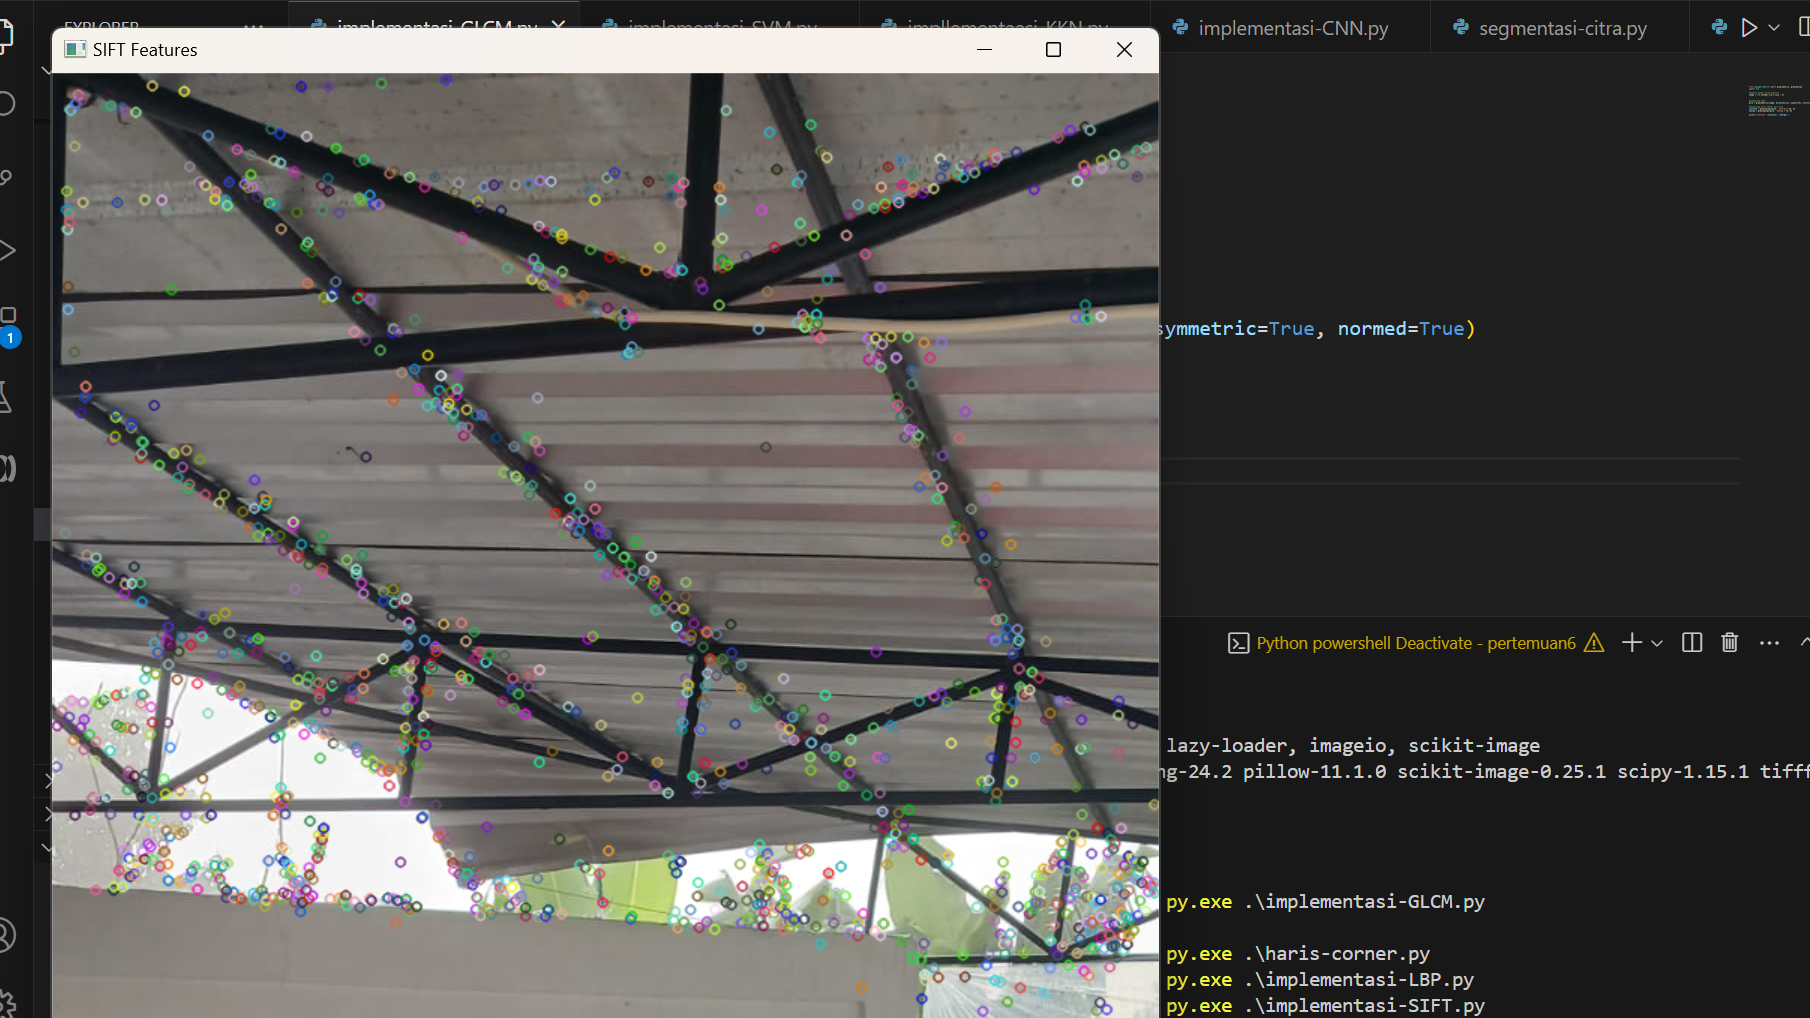 EXPLORER
implementasi-GLCM.py
implementasi-SVM.py
impllementaasi-KKN.py
implementasi-CNN.py
segmentasi-citra.py
SIFT Features
symmetric=True, normed=True)
1
Python powershell Deactivate - pertemuan6
lazy-loader, imageio, scikit-image
ng-24.2 pillow-11.1.0 scikit-image-0.25.1 scipy-1.15.1 tifff
py.exe .\implementasi-GLCM.py
py.exe .\haris-corner.py
py.exe .\implementasi-LBP.py
py.exe .\implementasi-SIFT.py